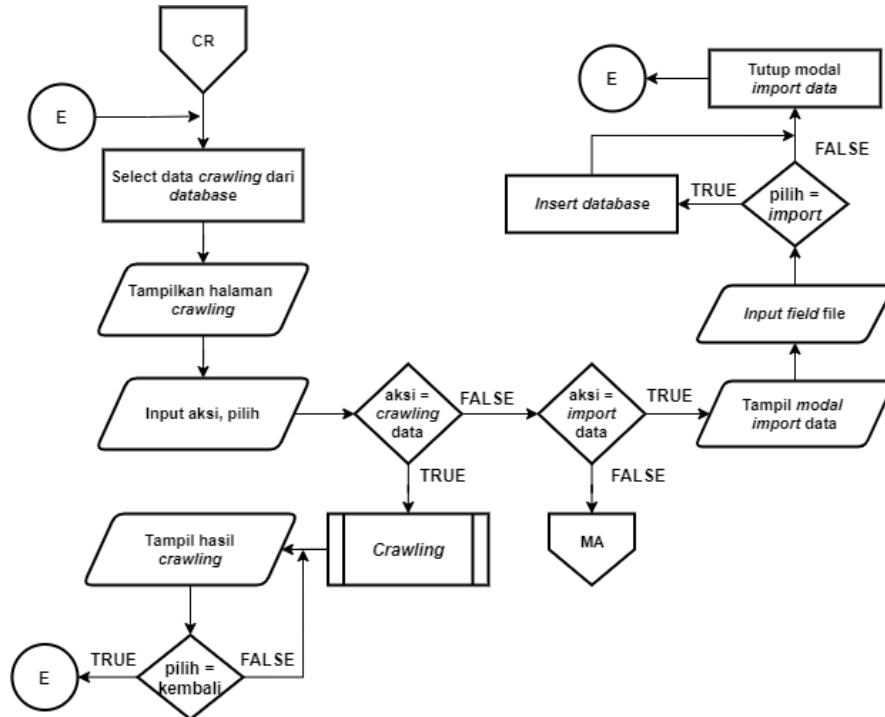 CR
E
Select data crawling dari
database
Tampilkan halaman
crawling
Input aksi, pilih
aksi =
crawling
data
FALSE
aksi =
import
data
TRUE
Tampil modal
import data
Input field file
pilih =
import
TRUE
FALSE
Insert database
Tutup modal
import data
E
TRUE
FALSE
Crawling
MA
Tampil hasil
crawling
pilih =
kembali
TRUE
FALSE
E